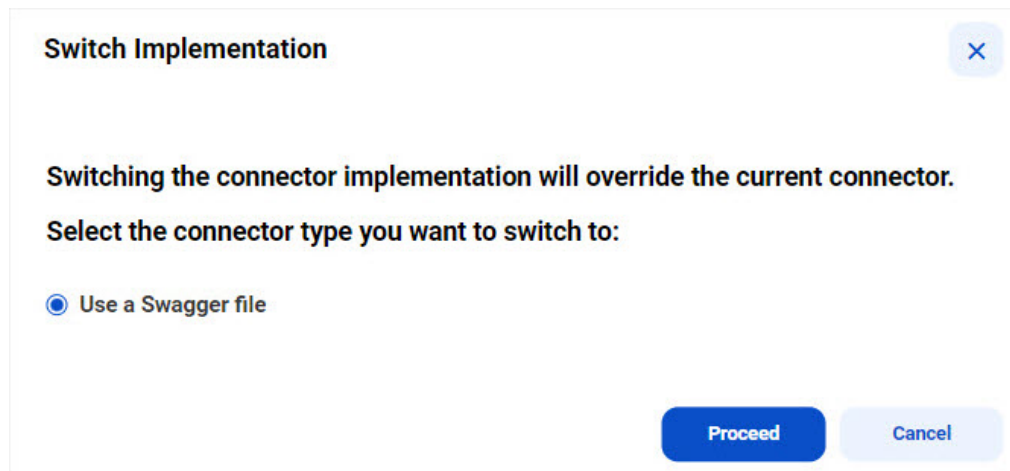 Switch Implementation
Switching the connector implementation will override the current connector.
Select the connector type you want to switch to:
Use a Swagger file
Proceed Cancel